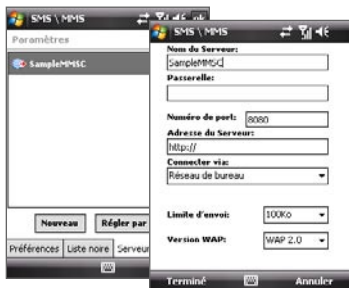 SMS \ MMS
ok
Paramètres
SampleMMSC
Nouveau
Régler par
Préférences
Liste noire
Serveur
SMS \ MMS
Nom du Serveur:
SampleMMSC
Passerelle:
Numéro de port: 8080
Adresse du Serveur:
http://
Connecter via:
Réseau de bureau
Limite d'envoi: 100Ko
Version WAP: WAP 2.0
Terminé
Annuler